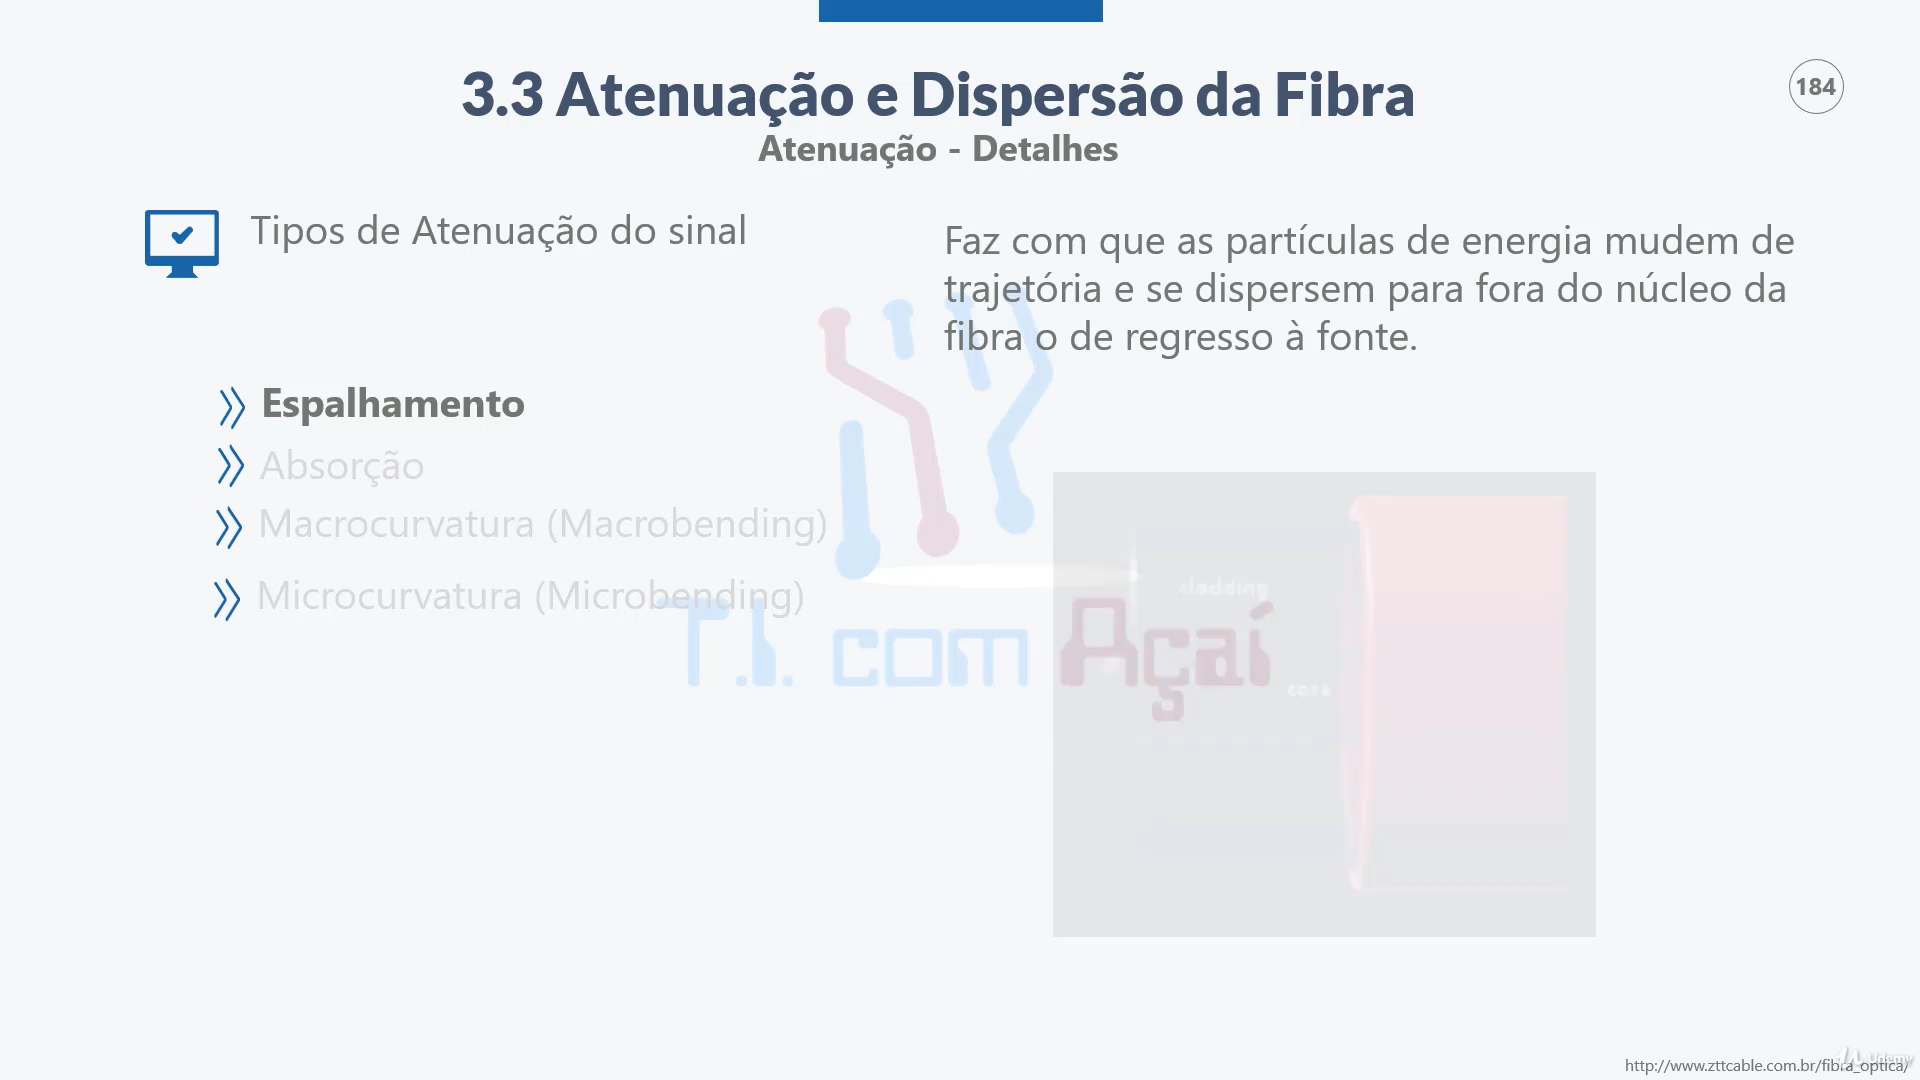 3.3 Atenuação e Dispersão da Fibra
184
Atenuação - Detalhes
Tipos de Atenuação do sinal
Faz com que as partículas de energia mudem de
trajetória e se dispersem para fora do núcleo da
fibra o de regresso à fonte.
Espalhamento
Absorção
Macrocurvatura (Macrobending)
Microcurvatura (Microbending)
cladding
T.I. com Açaí
core
http://www.zttcable.com.br/fibra_optica/
Udemy